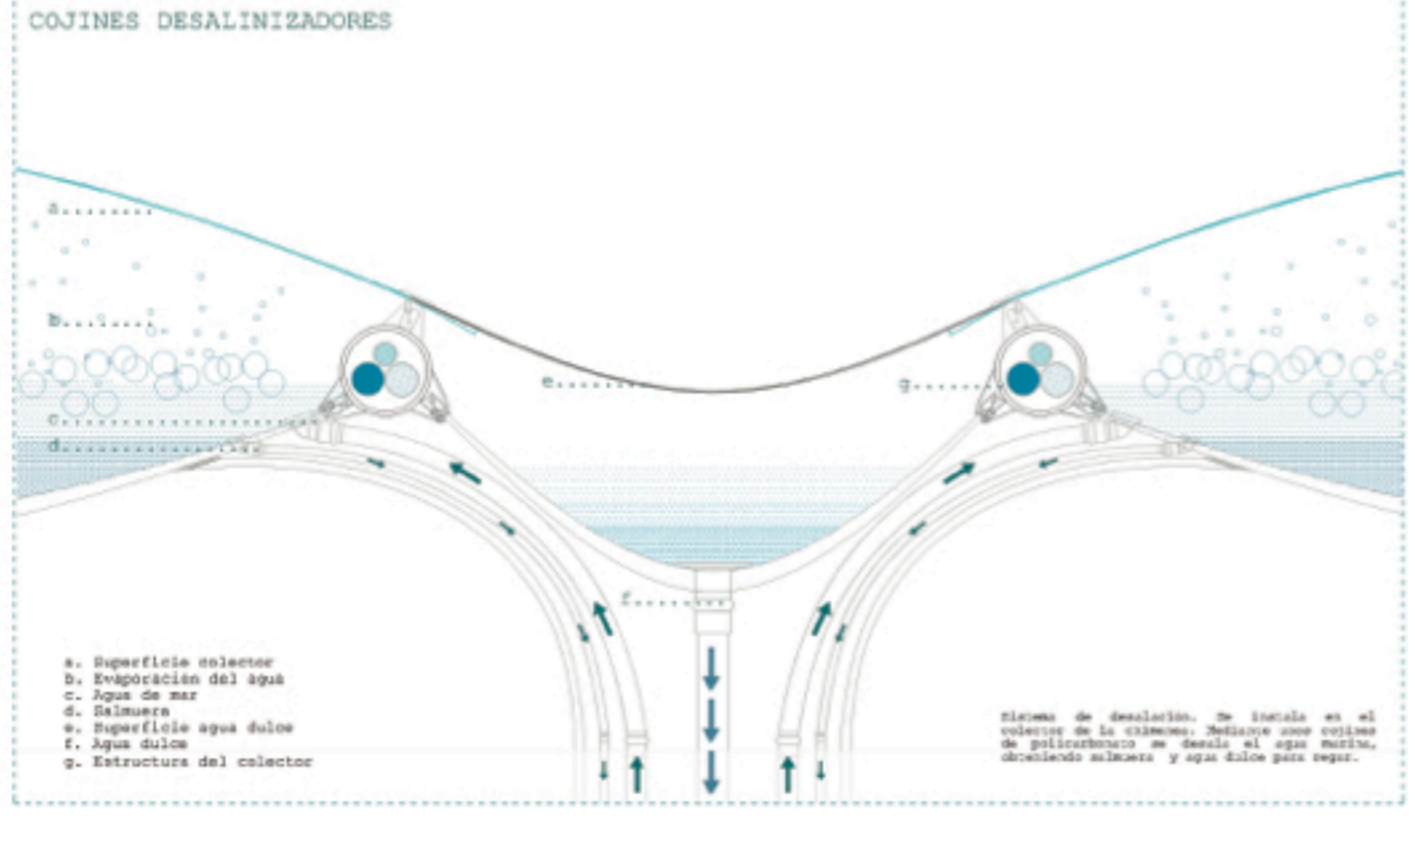 COJINES DESALINIZADORES
a
b
c
d
e
g
f
a. Superficie colector
b. Evaporación del agua
c. Agua de mar
d. Salmuera
e. Superficie agua dulce
f. Agua dulce
g. Estructura del colector
Sistema de desalación. Se instala en el
colector de la chimenea. Mediante unos cojines
de policarbonato se desala el agua marina,
obteniendo salmuera y agua dulce para regar.